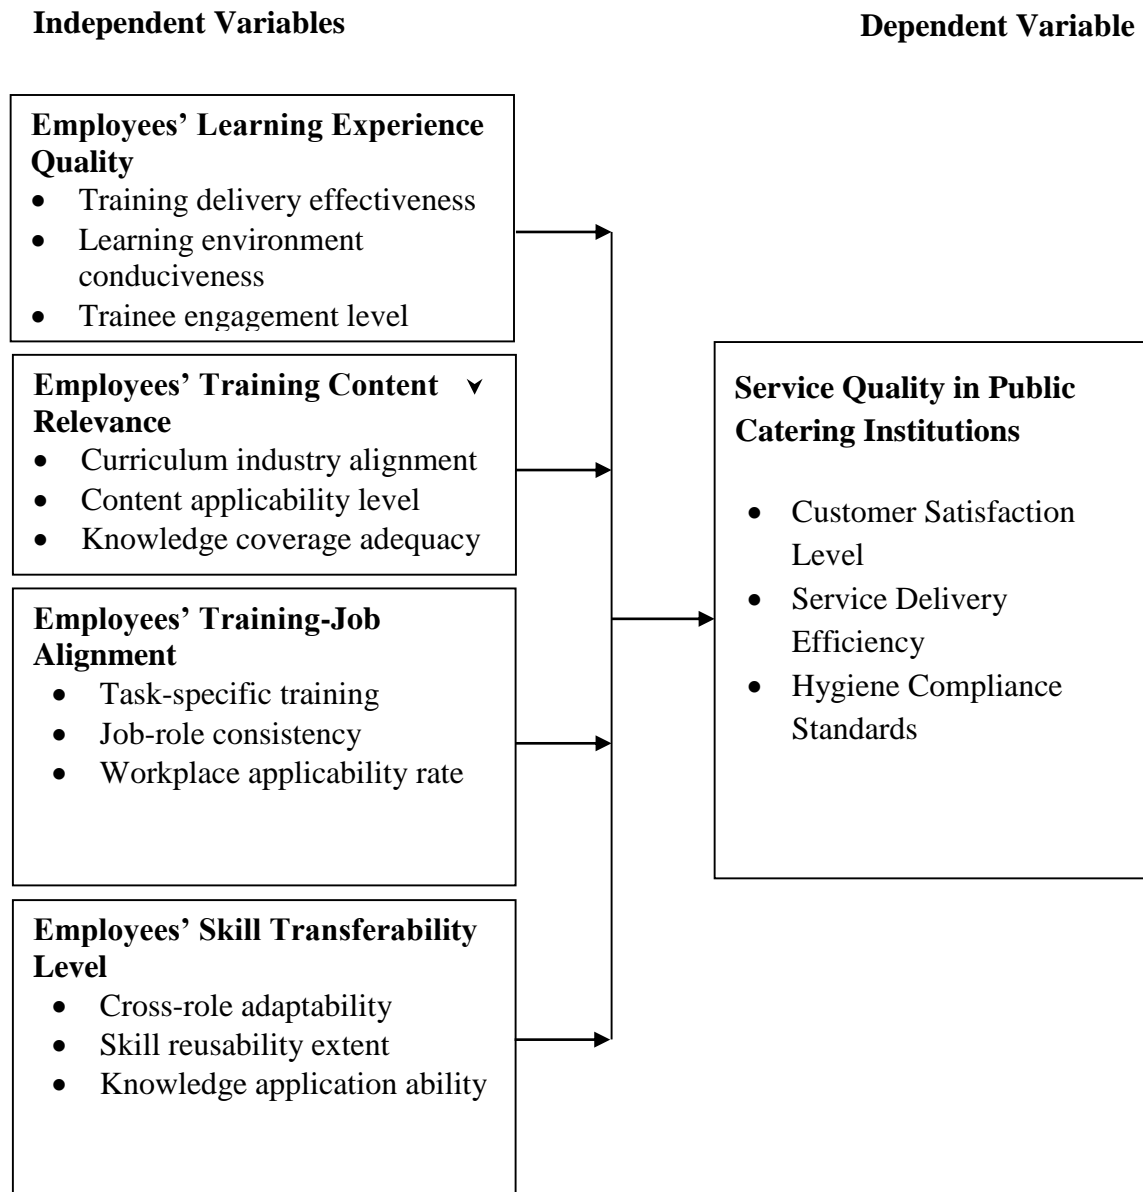 Independent Variables
Dependent Variable
Employees’ Learning Experience
Quality
• Training delivery effectiveness
• Learning environment
conduciveness
• Trainee engagement level
Employees’ Training Content
Relevance
• Curriculum industry alignment
• Content applicability level
• Knowledge coverage adequacy
Employees’ Training-Job
Alignment
• Task-specific training
• Job-role consistency
• Workplace applicability rate
Employees’ Skill Transferability
Level
• Cross-role adaptability
• Skill reusability extent
• Knowledge application ability
Service Quality in Public
Catering Institutions
• Customer Satisfaction
Level
• Service Delivery
Efficiency
• Hygiene Compliance
Standards